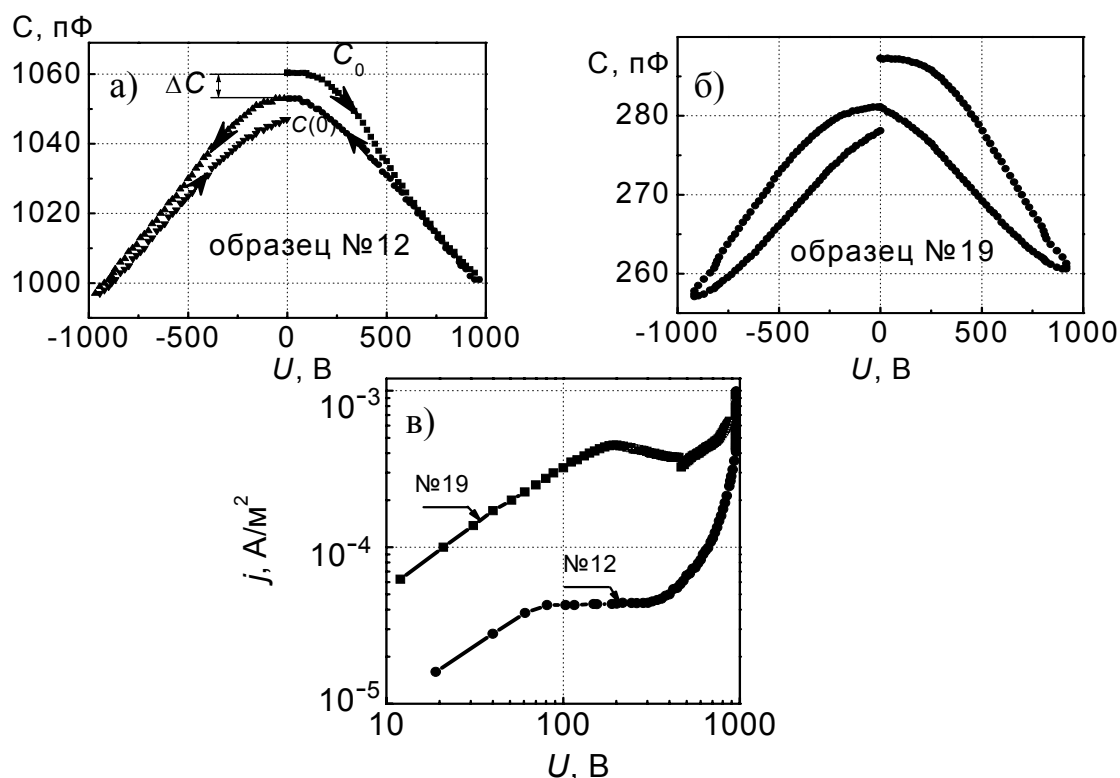 С, пФ
а)
1060
1040
1020
1000
ΔC
C₀
C(0)
образец №12
-1000 -500 0 500 1000
U, В
С, пФ
б)
280
270
260
образец №19
-1000 -500 0 500 1000
U, В
в)
10⁻³
10⁻⁴
10⁻⁵
j, А/м²
№19
№12
10 100 1000
U, В